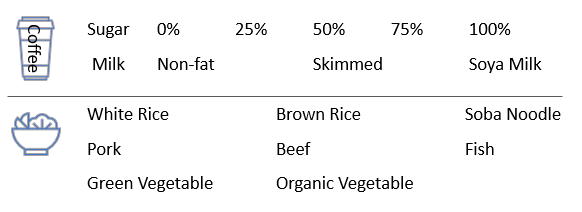 Coffee
Sugar 0% 25% 50% 75% 100%
Milk Non-fat Skimmed Soya Milk
White Rice Brown Rice Soba Noodle
Pork Beef Fish
Green Vegetable Organic Vegetable